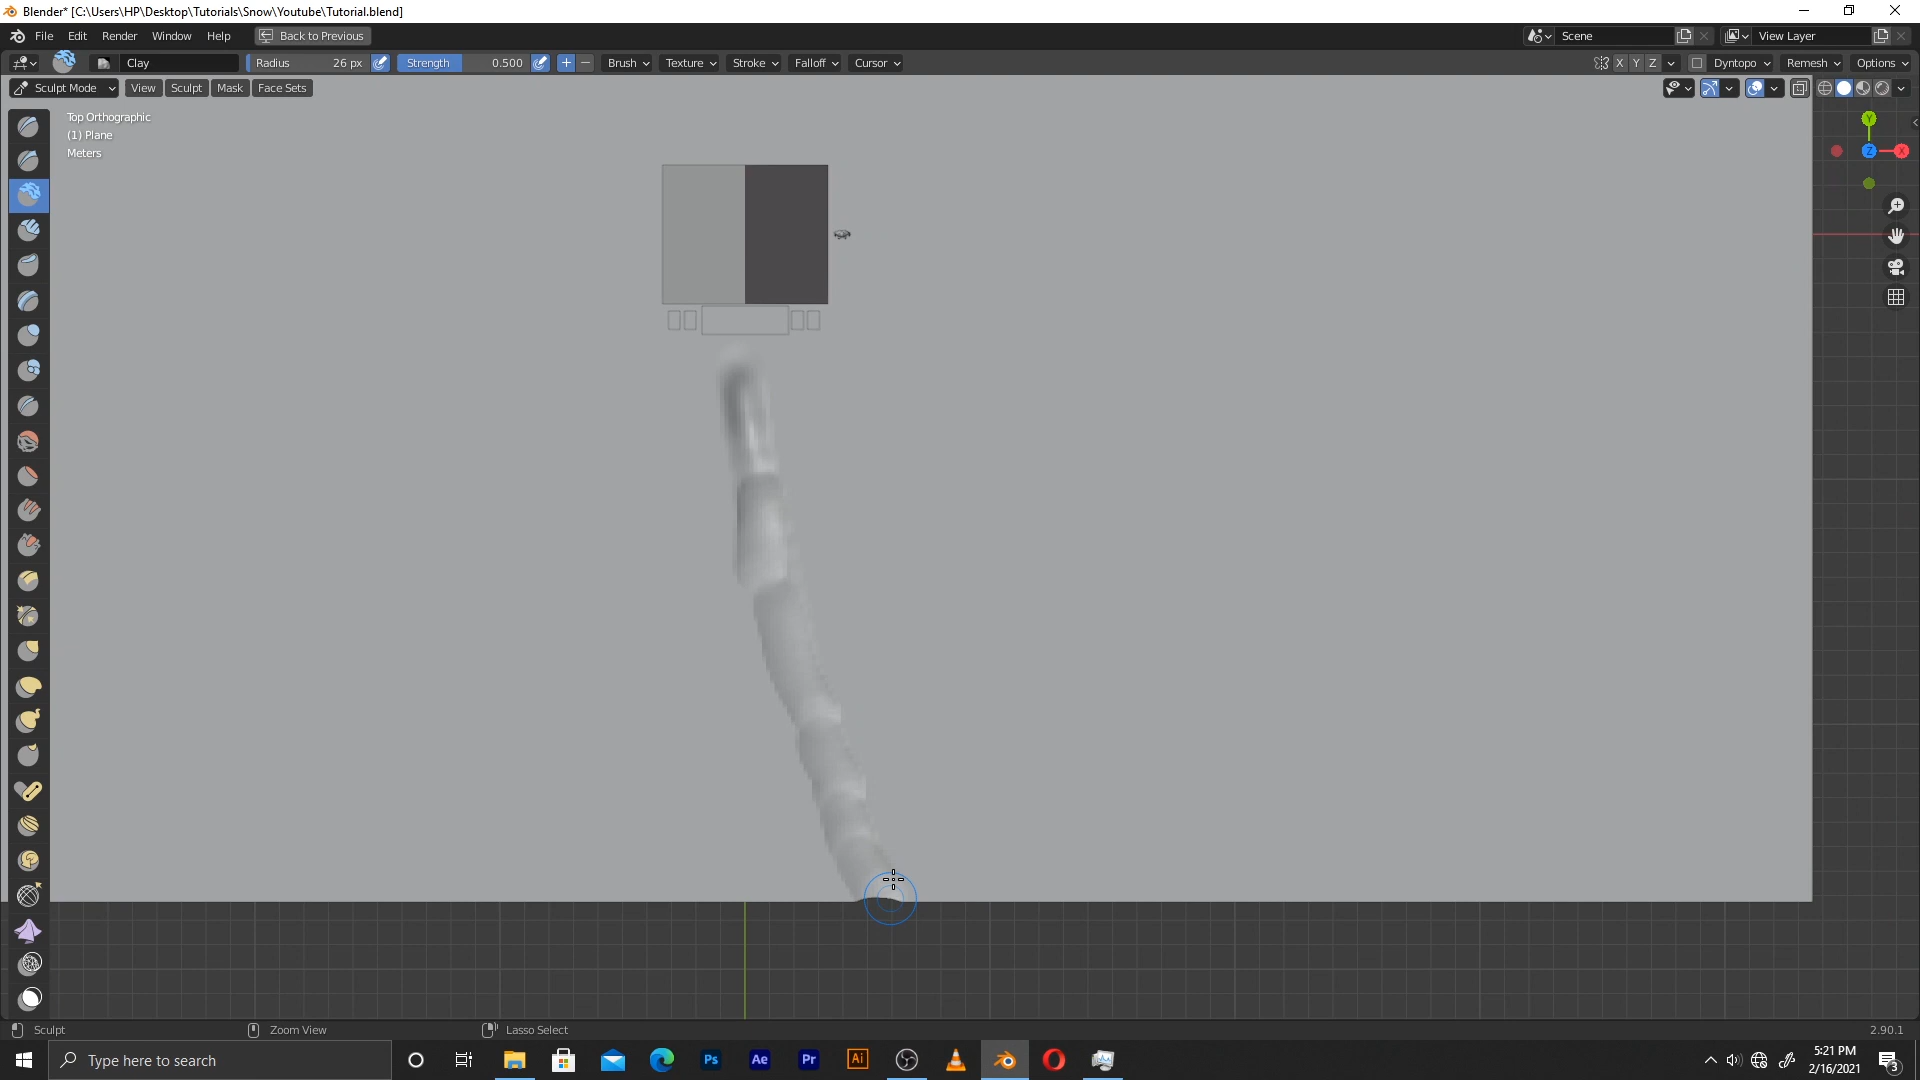 Blender* [C:\Users\HP\Desktop\Tutorials\Snow\Youtube\Tutorial.blend]
File Edit Render Window Help Back to Previous Scene View Layer
Clay Radius 26 px Strength 0.500 Brush Texture Stroke Falloff Cursor X Y Z Dyntopo Remesh Options
Sculpt Mode View Sculpt Mask Face Sets
Top Orthographic
(1) Plane
Meters
Y
Z X
Sculpt Zoom View Lasso Select 2.90.1
Type here to search Ps Ae Pr Ai 5:21 PM
2/16/2021 3